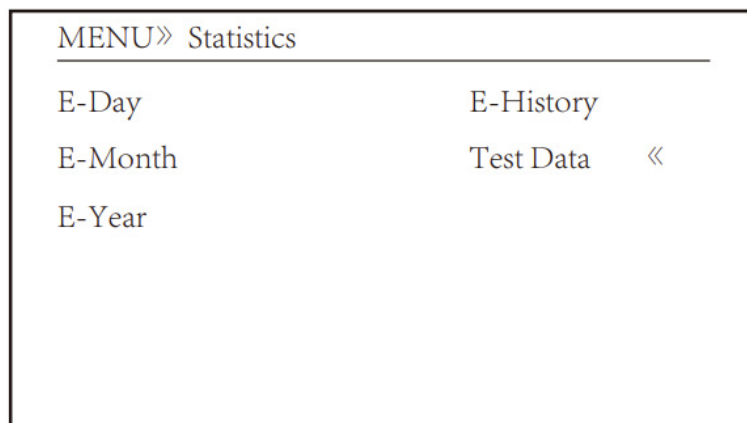 MENU» Statistics
E-Day E-History
E-Month Test Data «
E-Year